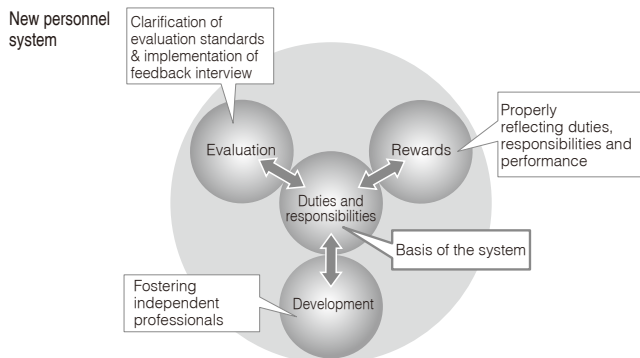 New personnel
system
Clarification of
evaluation standards
& implementation of
feedback interview
Evaluation
Rewards
Properly
reflecting duties,
responsibilities and
performance
Duties and
responsibilities
Basis of the system
Fostering
independent
professionals
Development